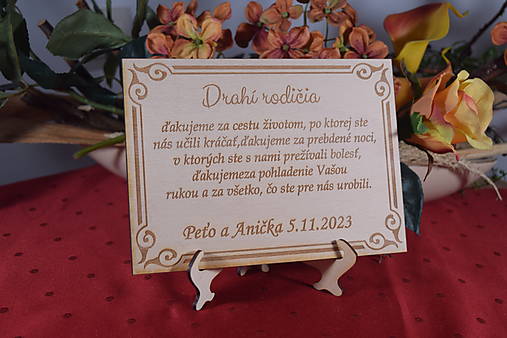 Drahí rodičia
ďakujeme za cestu životom, po ktorej ste
nás učili kráčať,ďakujeme za prebdené noci,
v ktorých ste s nami prežívali bolesť,
ďakujemeza pohladenie Vašou
rukou a za všetko, čo ste pre nás urobili.
Peťo a Anička 5.11.2023